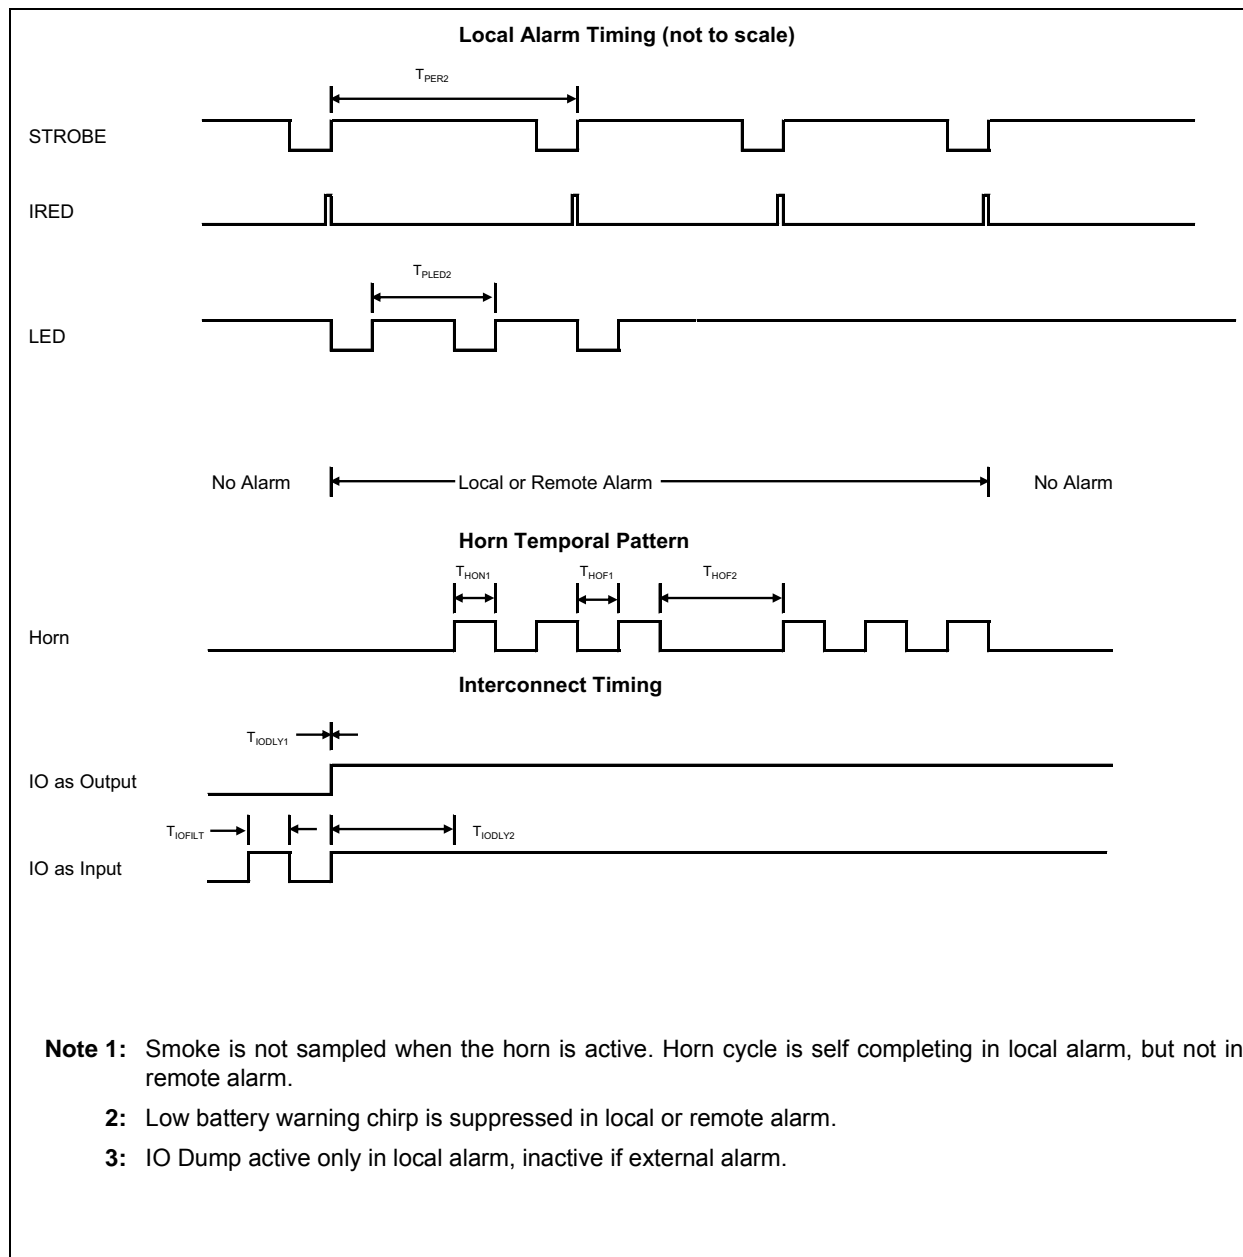 Local Alarm Timing (not to scale)
TPER2
STROBE
IRED
TPLED2
LED
No Alarm
Local or Remote Alarm
No Alarm
Horn Temporal Pattern
THON1
THOF1
THOF2
Horn
Interconnect Timing
TIODLY1
IO as Output
TIOFILT
TIODLY2
IO as Input
Note 1: Smoke is not sampled when the horn is active. Horn cycle is self completing in local alarm, but not in
remote alarm.
2: Low battery warning chirp is suppressed in local or remote alarm.
3: IO Dump active only in local alarm, inactive if external alarm.